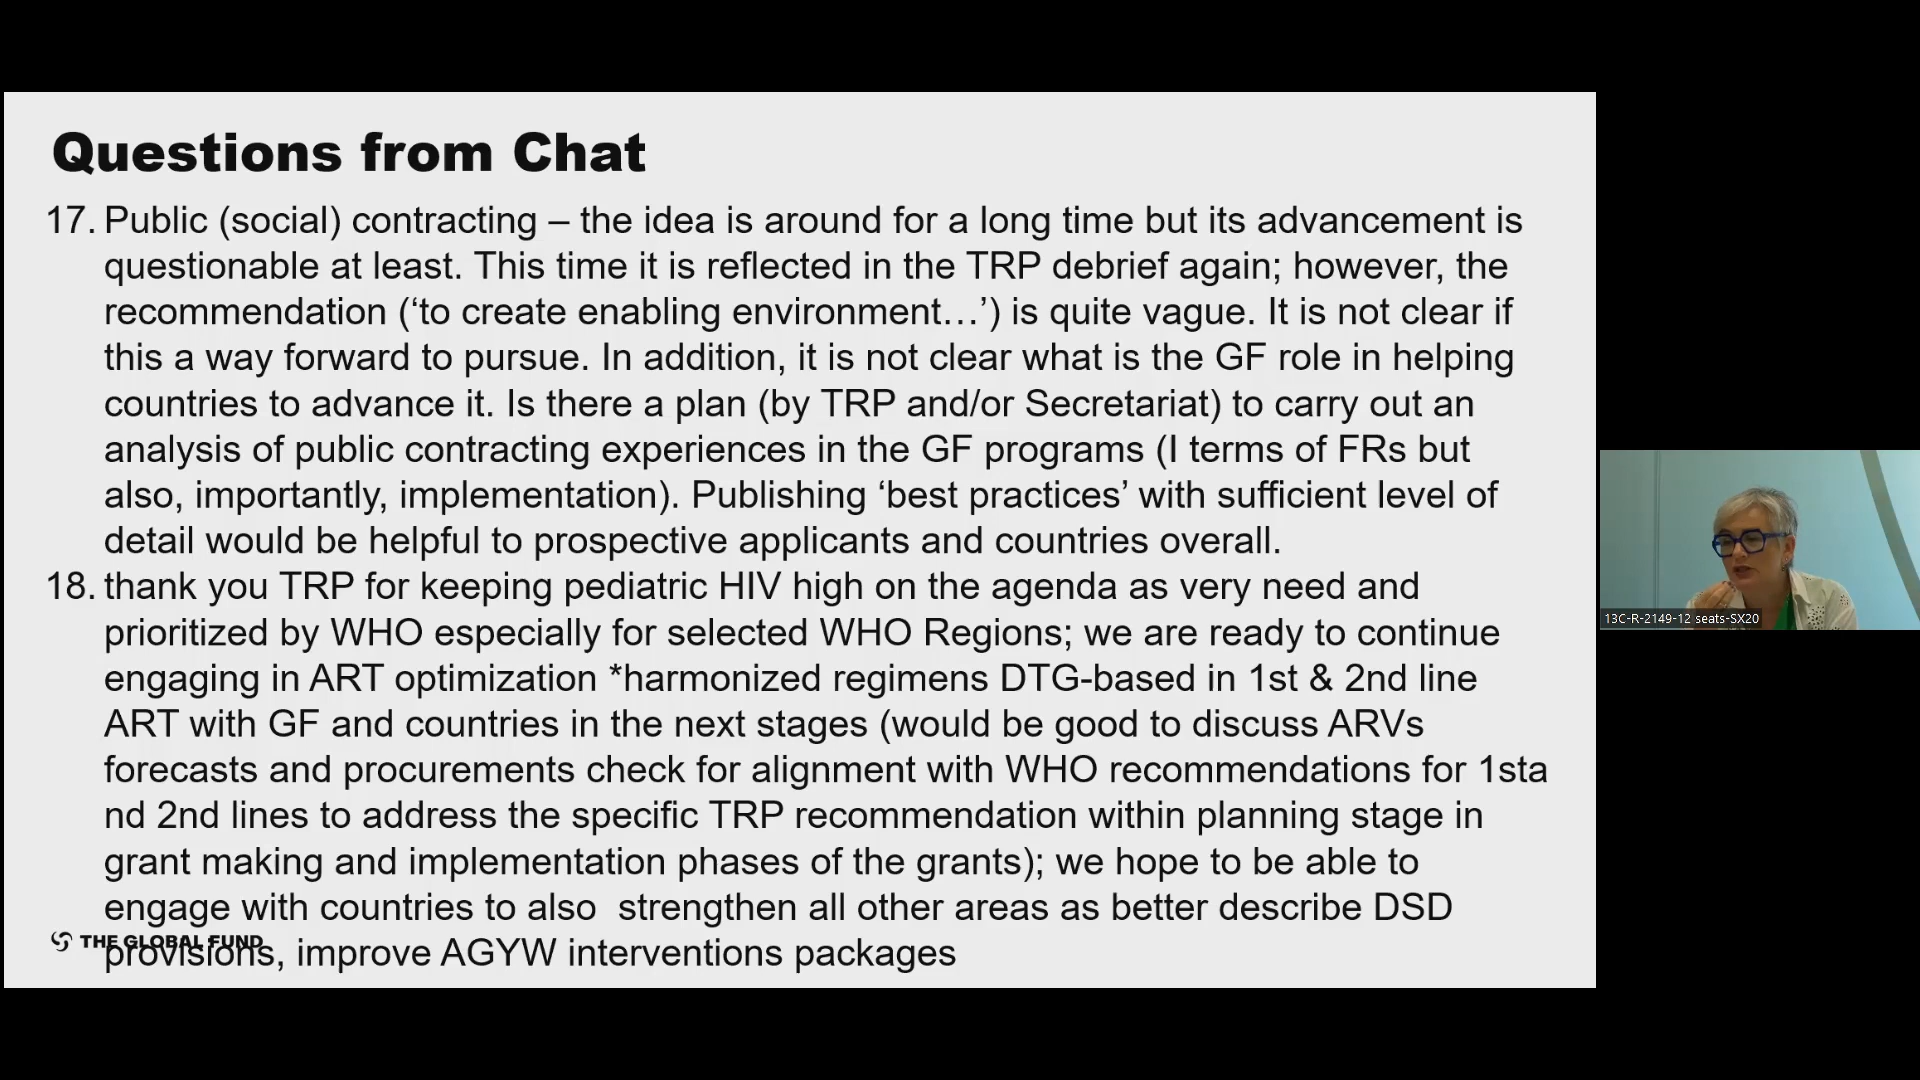 Questions from Chat
17. Public (social) contracting – the idea is around for a long time but its advancement is
questionable at least. This time it is reflected in the TRP debrief again; however, the
recommendation (‘to create enabling environment…’) is quite vague. It is not clear if
this a way forward to pursue. In addition, it is not clear what is the GF role in helping
countries to advance it. Is there a plan (by TRP and/or Secretariat) to carry out an
analysis of public contracting experiences in the GF programs (I terms of FRs but
also, importantly, implementation). Publishing ‘best practices’ with sufficient level of
detail would be helpful to prospective applicants and countries overall.
18. thank you TRP for keeping pediatric HIV high on the agenda as very need and
prioritized by WHO especially for selected WHO Regions; we are ready to continue
engaging in ART optimization *harmonized regimens DTG-based in 1st & 2nd line
ART with GF and countries in the next stages (would be good to discuss ARVs
forecasts and procurements check for alignment with WHO recommendations for 1sta
nd 2nd lines to address the specific TRP recommendation within planning stage in
grant making and implementation phases of the grants); we hope to be able to
engage with countries to also  strengthen all other areas as better describe DSD
provisions, improve AGYW interventions packages
THE GLOBAL FUND
13C-R-2149-12 seats-SX20